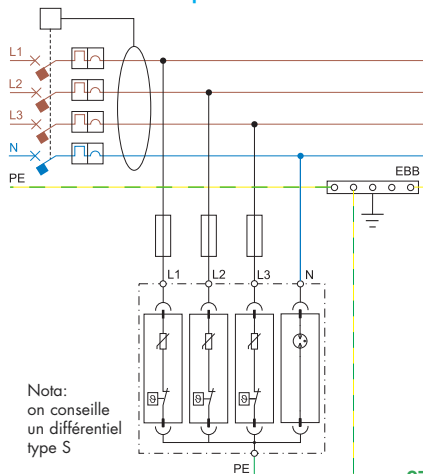 L1
L2
L3
N
PE
EBB
L1
L2
L3
N
ϑ
ϑ
ϑ
Nota:
on conseille
un différentiel
type S
PE